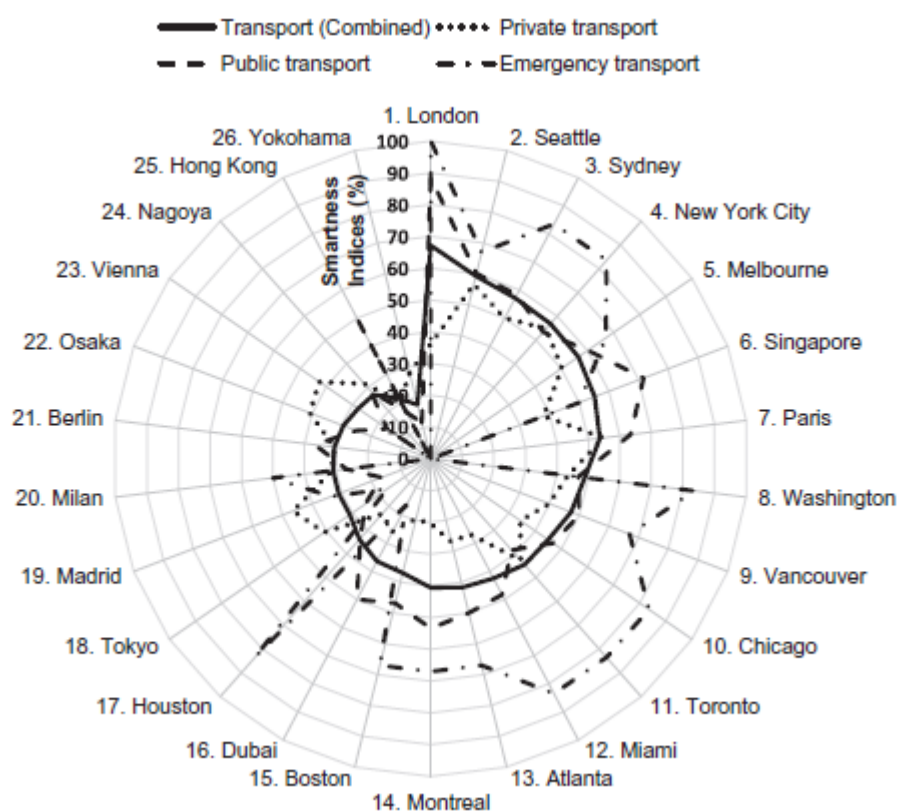 Transport (Combined)
Private transport
Public transport
Emergency transport
1. London
2. Seattle
3. Sydney
4. New York City
5. Melbourne
6. Singapore
7. Paris
8. Washington
9. Vancouver
10. Chicago
11. Toronto
12. Miami
13. Atlanta
14. Montreal
15. Boston
16. Dubai
17. Houston
18. Tokyo
19. Madrid
20. Milan
21. Berlin
22. Osaka
23. Vienna
24. Nagoya
25. Hong Kong
26. Yokohama
Smartness
Indices (%)
100
90
80
70
60
50
40
30
20
10
0